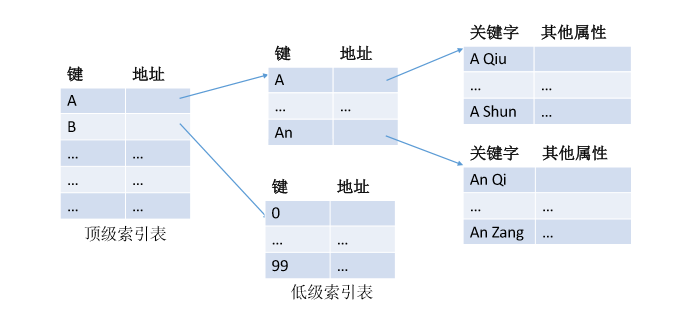 键 地址
A
B
... ...
... ...
... ...
顶级索引表
键 地址
A
... ...
An
键 地址
0
... ...
99 ...
低级索引表
关键字 其他属性
A Qiu
... ...
A Shun ...
关键字 其他属性
An Qi
... ...
An Zang ...